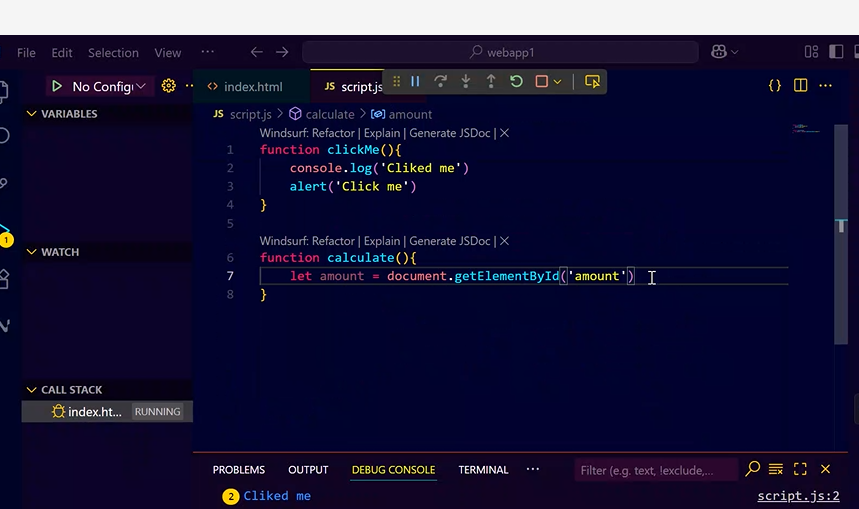 File Edit Selection View ··· webapp1
No Config
index.html
JS script.js
VARIABLES
JS script.js > calculate > amount
Windsurf: Refactor | Explain | Generate JSDoc | X
1 function clickMe(){
2 console.log('Cliked me')
3 alert('Click me')
4 }
5
Windsurf: Refactor | Explain | Generate JSDoc | X
6 function calculate(){
7 let amount = document.getElementById('amount')
8 }
1
WATCH
CALL STACK
index.ht... RUNNING
PROBLEMS OUTPUT DEBUG CONSOLE TERMINAL ··· Filter (e.g. text, !exclude,...
2 Cliked me script.js:2